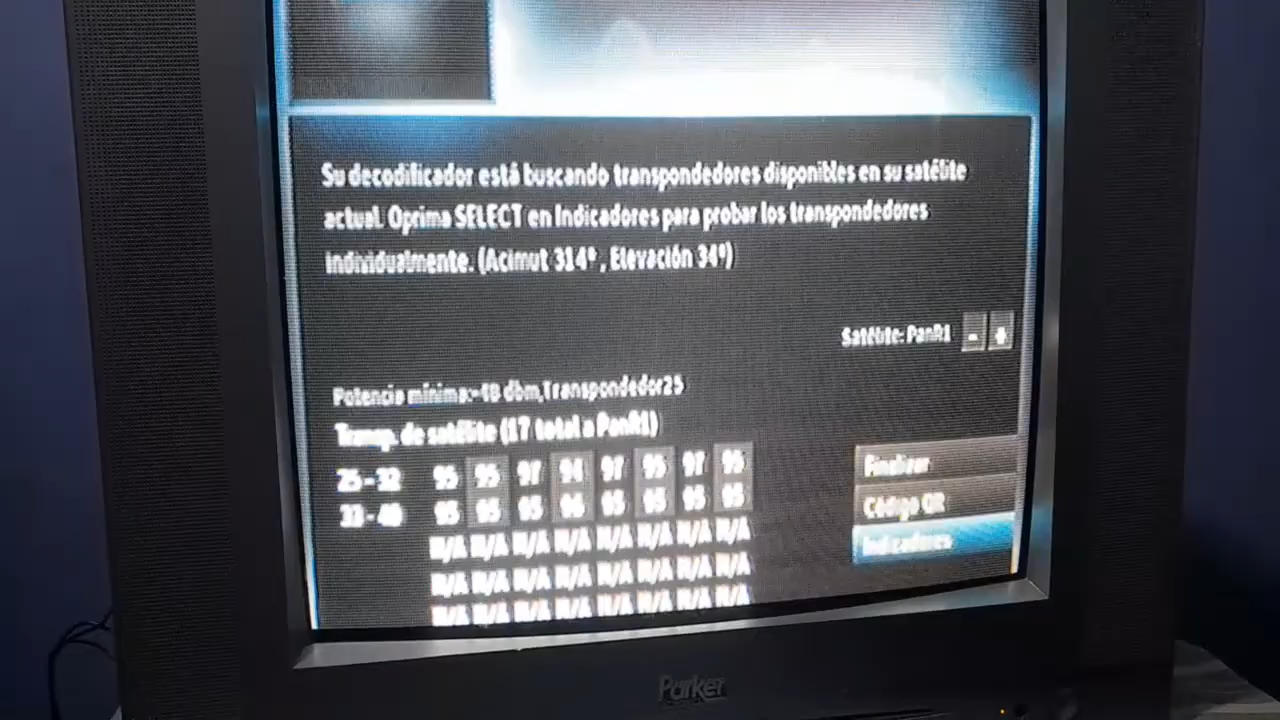 Su decodificador está buscando transpondedores disponibles en su satélite
actual. Oprima SELECT en Indicadores para probar los transpondedores
individualmente. (Acimut 314° , Elevación 34°)
Satélite: PanR1 - +
Potencia mínima:-48 dbm,Transpondedor25
Transp. de satélite (17 total a PanR1)
25-32 95 95 97 94 97 95 97 95
33-40 95 95 95 96 95 95 95 95
N/A N/A N/A N/A N/A N/A N/A N/A
N/A N/A N/A N/A N/A N/A N/A N/A
N/A N/A N/A N/A N/A N/A N/A N/A
Finalizar
Código QR
Indicadores
Parker